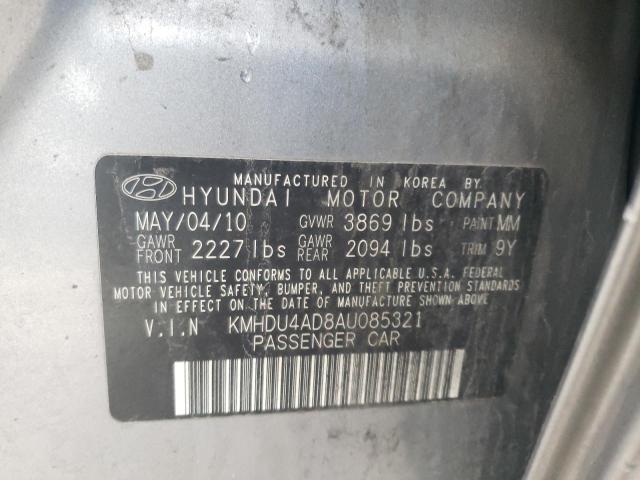 MANUFACTURED IN KOREA BY
HYUNDAI MOTOR COMPANY
MAY/04/10 GVWR 3869 lbs PAINT MM
GAWR FRONT 2227 lbs GAWR REAR 2094 lbs TRIM 9Y
THIS VEHICLE CONFORMS TO ALL APPLICABLE U.S.A. FEDERAL
MOTOR VEHICLE SAFETY, BUMPER, AND THEFT PREVENTION STANDARDS
IN EFFECT ON THE DATE OF MANUFACTURE SHOWN ABOVE.
V.I.N KMHDU4AD8AU085321
PASSENGER CAR